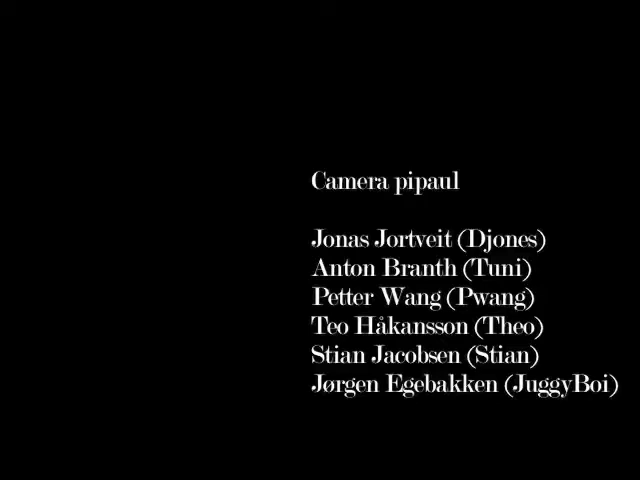 Camera pipaul
Jonas Jortveit (Djones)
Anton Branth (Tuni)
Petter Wang (Pwang)
Teo Håkansson (Theo)
Stian Jacobsen (Stian)
Jørgen Egebakken (JuggyBoi)